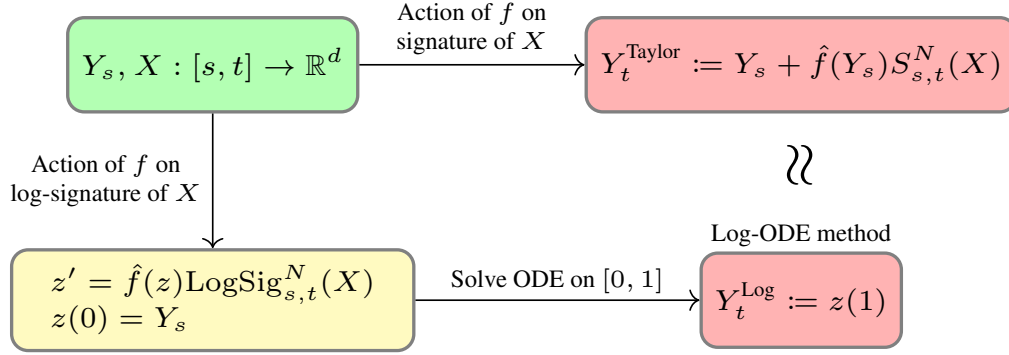 Action of f on
signature of X
Y_s, X : [s, t] → ℝ^d
Y_t^Taylor := Y_s + f̂(Y_s)S_{s,t}^N(X)
Action of f on
log-signature of X
≈
Log-ODE method
z′ = f̂(z)LogSig_{s,t}^N(X)
z(0) = Y_s
Solve ODE on [0, 1]
Y_t^Log := z(1)